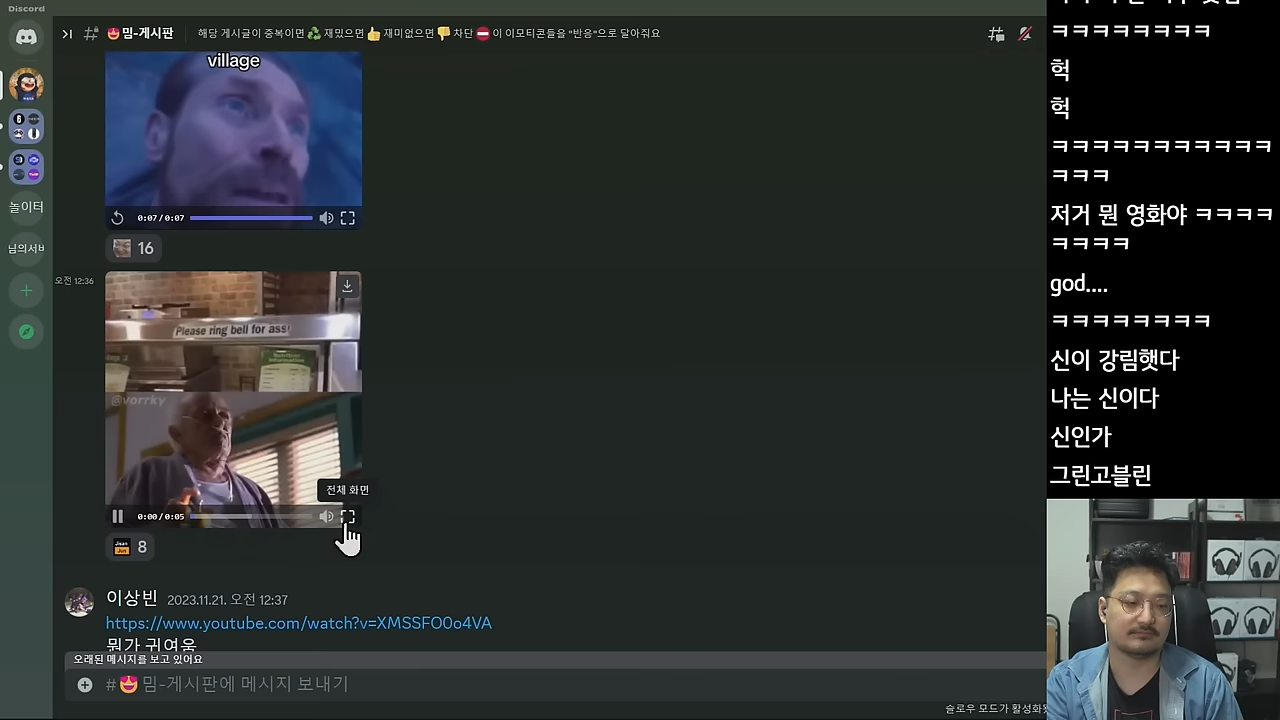 Discord
밈-게시판
해당 게시글이 중복이면 ♻️ 재밌으면 👍 재미없으면 👎 차단 ⛔ 이 이모티콘들을 "반응"으로 달아줘요
village
0:07/0:07
16
놀이터
님의서버
오전 12:36
Please ring bell for ass
@vorrky
전체 화면
0:00/0:05
8
이상빈 2023.11.21. 오전 12:37
https://www.youtube.com/watch?v=XMSSFO0o4VA
뭔가 귀여움
오래된 메시지를 보고 있어요
#😍밈-게시판에 메시지 보내기
슬로우 모드가 활성화
ㅋㅋㅋㅋㅋㅋㅋㅋ
헉
헉
ㅋㅋㅋㅋㅋㅋㅋㅋㅋㅋㅋ
ㅋㅋㅋ
저거 뭔 영화야 ㅋㅋㅋㅋ
ㅋㅋㅋㅋ
god....
ㅋㅋㅋㅋㅋㅋㅋㅋ
신이 강림햇다
나는 신이다
신인가
그린고블린